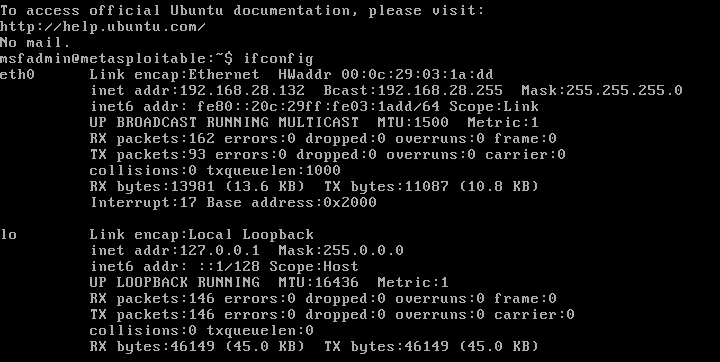 To access official Ubuntu documentation, please visit:
http://help.ubuntu.com/
No mail.
msfadmin@metasploitable:~$ ifconfig
eth0      Link encap:Ethernet  HWaddr 00:0c:29:03:1a:dd
          inet addr:192.168.28.132  Bcast:192.168.28.255  Mask:255.255.255.0
          inet6 addr: fe80::20c:29ff:fe03:1add/64 Scope:Link
          UP BROADCAST RUNNING MULTICAST  MTU:1500  Metric:1
          RX packets:162 errors:0 dropped:0 overruns:0 frame:0
          TX packets:93 errors:0 dropped:0 overruns:0 carrier:0
          collisions:0 txqueuelen:1000
          RX bytes:13981 (13.6 KB)  TX bytes:11087 (10.8 KB)
          Interrupt:17 Base address:0x2000
lo        Link encap:Local Loopback
          inet addr:127.0.0.1  Mask:255.0.0.0
          inet6 addr: ::1/128 Scope:Host
          UP LOOPBACK RUNNING  MTU:16436  Metric:1
          RX packets:146 errors:0 dropped:0 overruns:0 frame:0
          TX packets:146 errors:0 dropped:0 overruns:0 carrier:0
          collisions:0 txqueuelen:0
          RX bytes:46149 (45.0 KB)  TX bytes:46149 (45.0 KB)